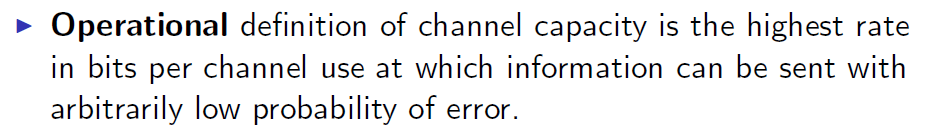 Operational definition of channel capacity is the highest rate
in bits per channel use at which information can be sent with
arbitrarily low probability of error.